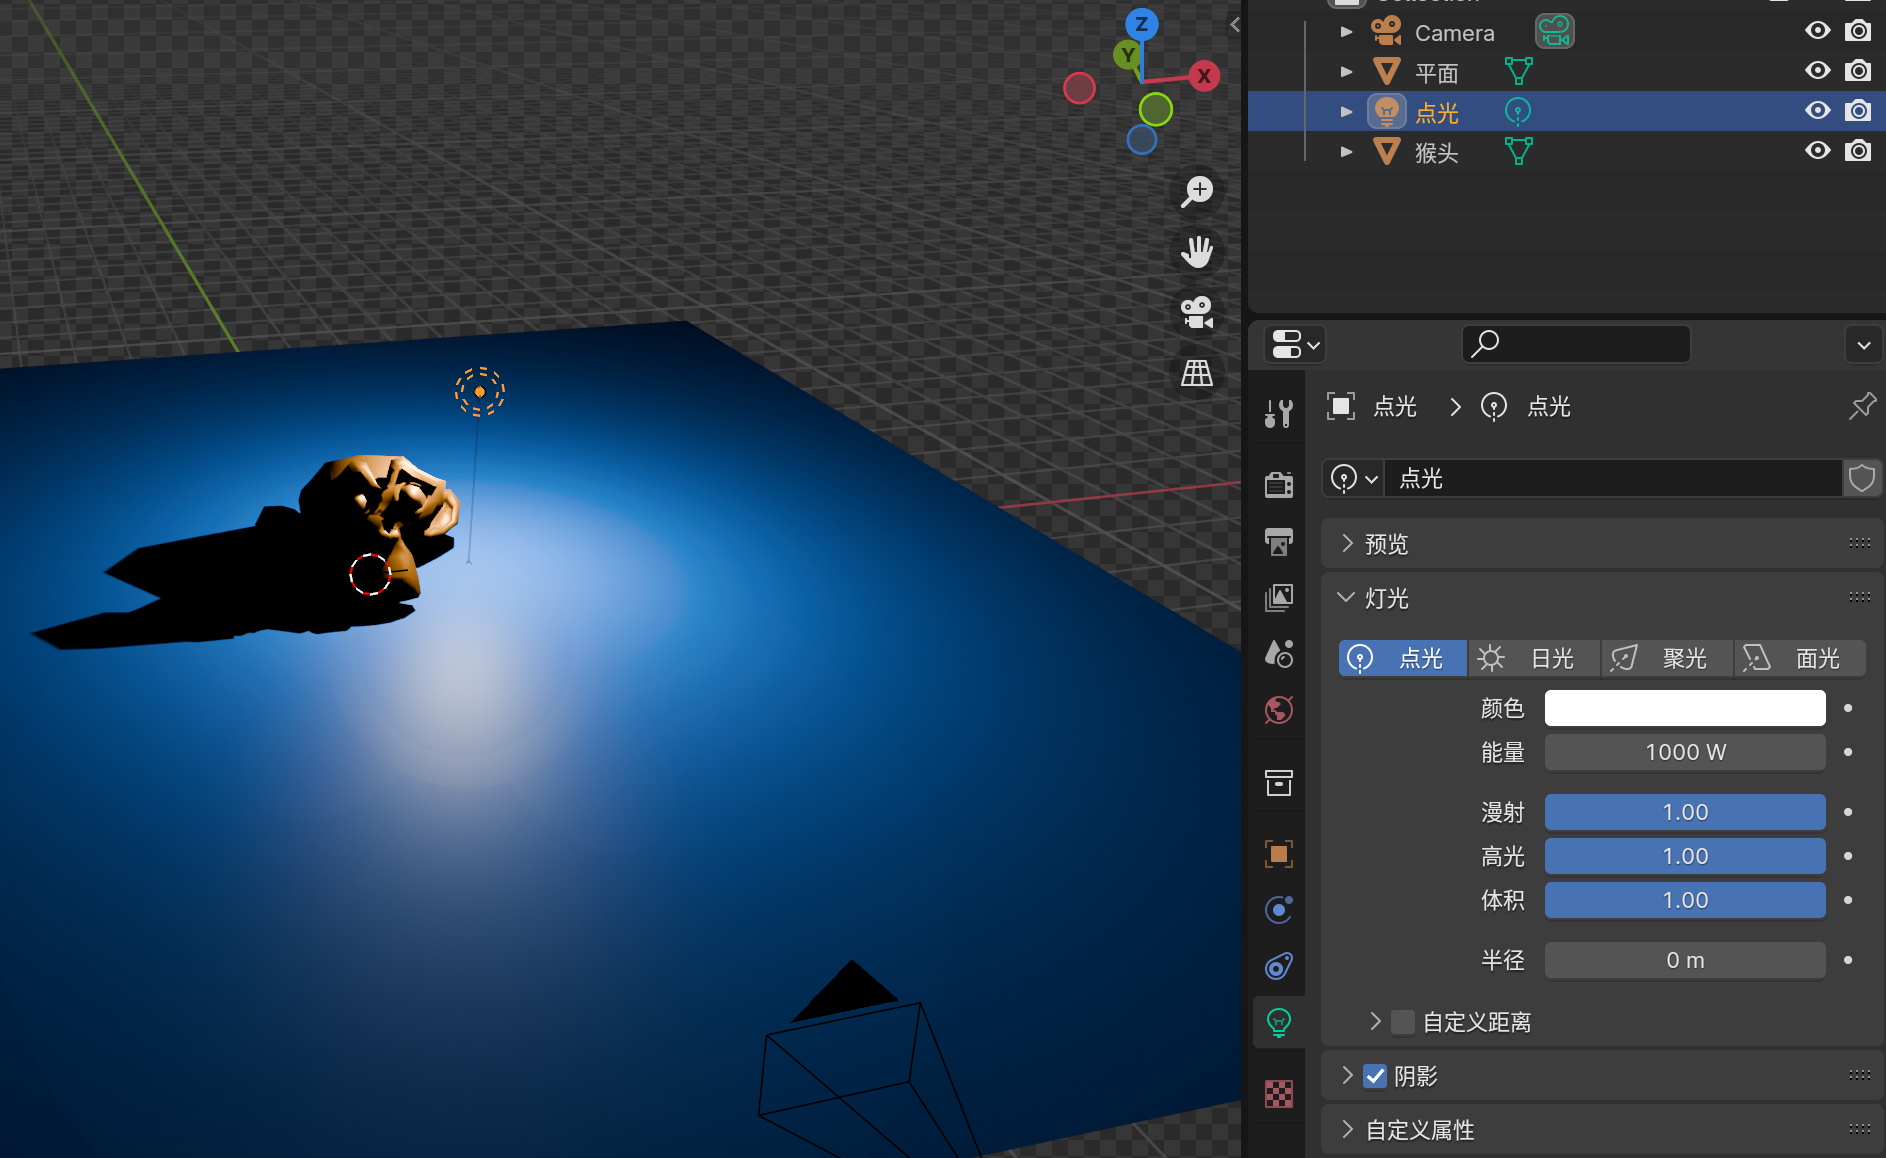 Collection
Camera
平面
点光
猴头
Z
Y
X
点光 > 点光
点光
预览
灯光
点光 日光 聚光 面光
颜色
能量 1000 W
漫射 1.00
高光 1.00
体积 1.00
半径 0 m
自定义距离
阴影
自定义属性